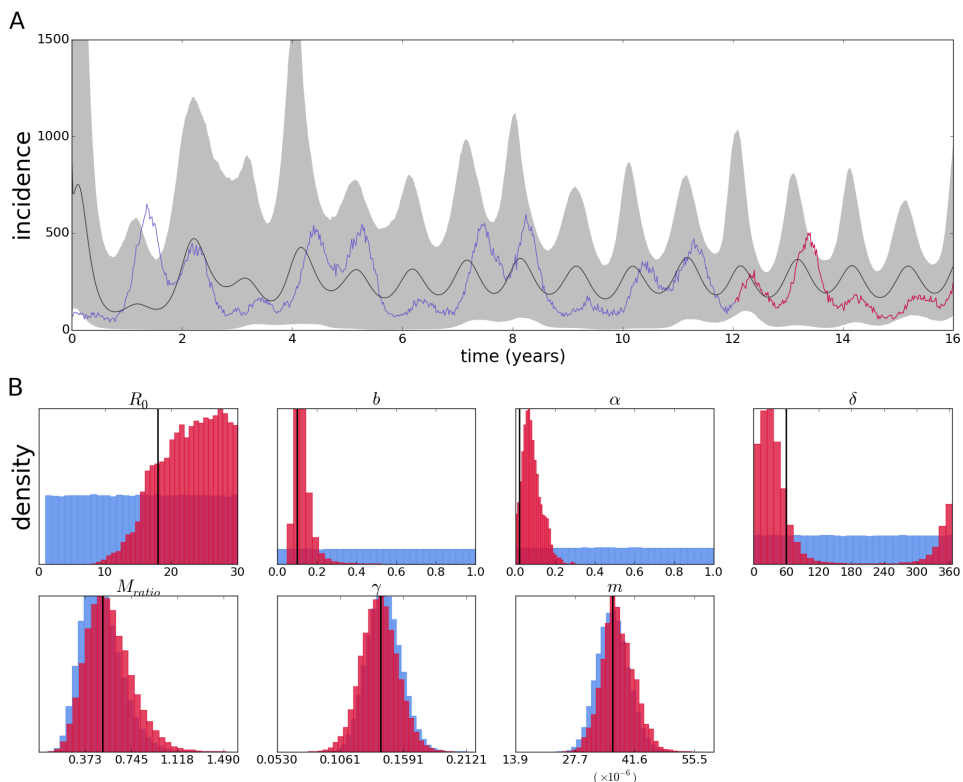 A
1500
1000
500
0
incidence
0 2 4 6 8 10 12 14 16
time (years)
B
R0 b α δ
density
0 10 20 30 0.0 0.2 0.4 0.6 0.8 1.0 0.0 0.2 0.4 0.6 0.8 1.0 0 60 120 180 240 300 360
Mratio γ m
0.373 0.745 1.118 1.490 0.0530 0.1061 0.1591 0.2121 13.9 27.7 41.6 55.5
(×10⁻⁶)